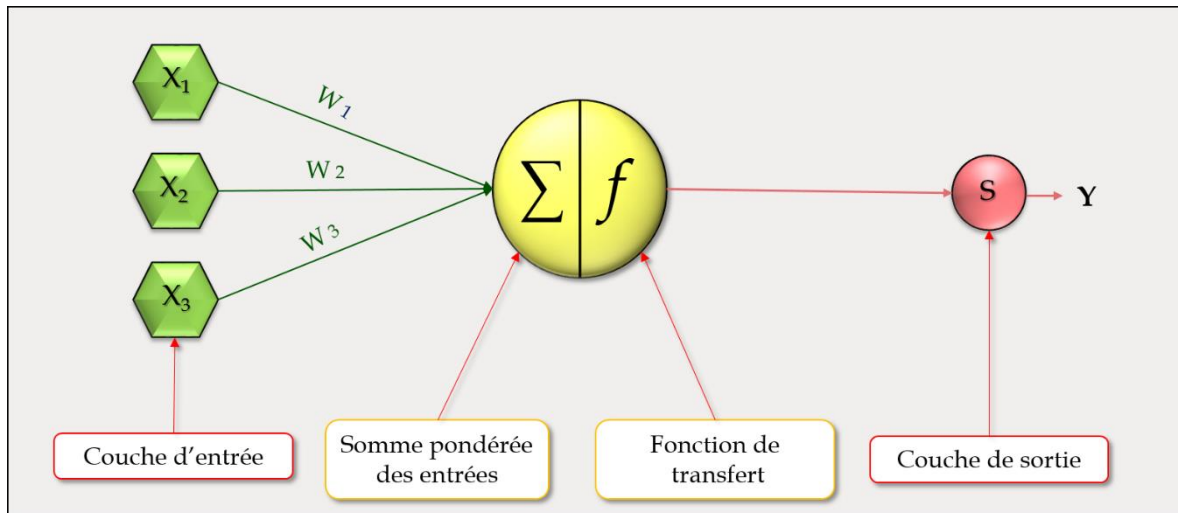 X₁
W₁
X₂
W₂
X₃
W₃
∑ f
S
Y
Couche d’entrée
Somme pondérée
des entrées
Fonction de
transfert
Couche de sortie